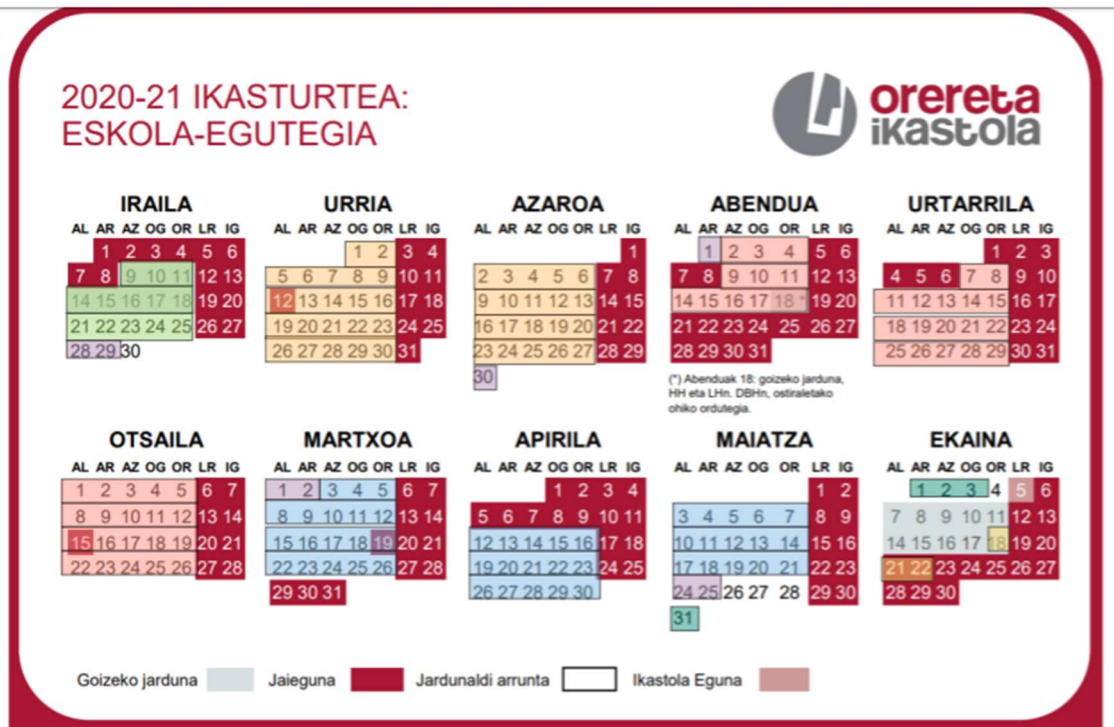 2020-21 IKASTURTEA:
ESKOLA-EGUTEGIA
orereta
ikastola
IRAILA
AL AR AZ OG OR LR IG
1 2 3 4 5 6
7 8 9 10 11 12 13
14 15 16 17 18 19 20
21 22 23 24 25 26 27
28 29 30
URRIA
AL AR AZ OG OR LR IG
1 2 3 4
5 6 7 8 9 10 11
12 13 14 15 16 17 18
19 20 21 22 23 24 25
26 27 28 29 30 31
AZAROA
AL AR AZ OG OR LR IG
1
2 3 4 5 6 7 8
9 10 11 12 13 14 15
16 17 18 19 20 21 22
23 24 25 26 27 28 29
30
ABENDUA
AL AR AZ OG OR LR IG
1 2 3 4 5 6
7 8 9 10 11 12 13
14 15 16 17 18 * 19 20
21 22 23 24 25 26 27
28 29 30 31
(*) Abenduak 18: goizeko jarduna,
HH eta LHn. DBHn, ostiraletako
ohiko ordutegia.
URTARRILA
AL AR AZ OG OR LR IG
1 2 3
4 5 6 7 8 9 10
11 12 13 14 15 16 17
18 19 20 21 22 23 24
25 26 27 28 29 30 31
OTSAILA
AL AR AZ OG OR LR IG
1 2 3 4 5 6 7
8 9 10 11 12 13 14
15 16 17 18 19 20 21
22 23 24 25 26 27 28
MARTXOA
AL AR AZ OG OR LR IG
1 2 3 4 5 6 7
8 9 10 11 12 13 14
15 16 17 18 19 20 21
22 23 24 25 26 27 28
29 30 31
APIRILA
AL AR AZ OG OR LR IG
1 2 3 4
5 6 7 8 9 10 11
12 13 14 15 16 17 18
19 20 21 22 23 24 25
26 27 28 29 30
MAIATZA
AL AR AZ OG OR LR IG
1 2
3 4 5 6 7 8 9
10 11 12 13 14 15 16
17 18 19 20 21 22 23
24 25 26 27 28 29 30
31
EKAINA
AL AR AZ OG OR LR IG
1 2 3 4 5 6
7 8 9 10 11 12 13
14 15 16 17 18 19 20
21 22 23 24 25 26 27
28 29 30
Goizeko jarduna Jaieguna Jardunaldi arrunta Ikastola Eguna